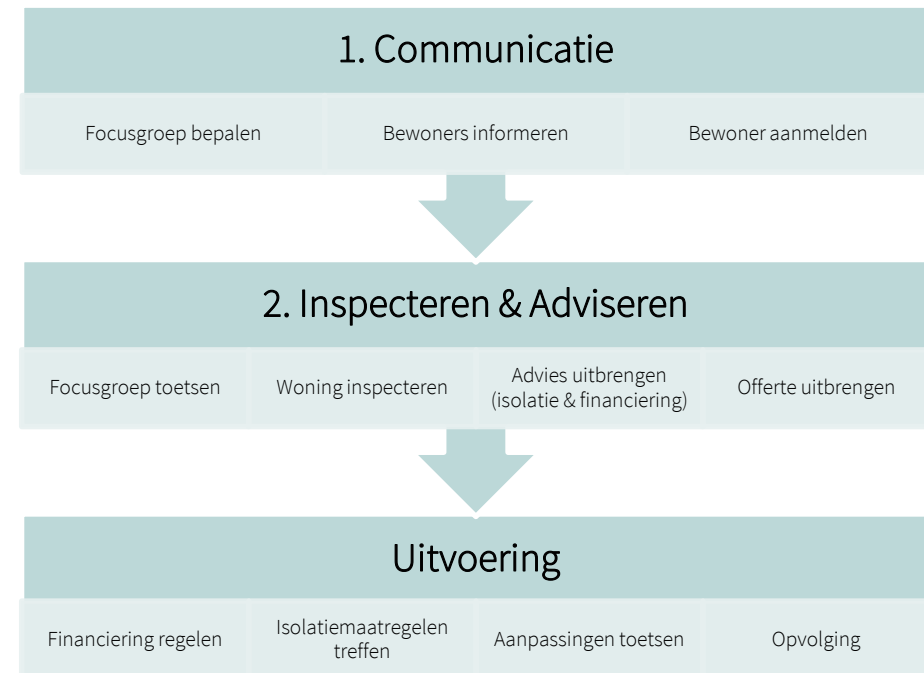 1. Communicatie
Focusgroep bepalen
Bewoners informeren
Bewoner aanmelden
2. Inspecteren & Adviseren
Focusgroep toetsen
Woning inspecteren
Advies uitbrengen
(isolatie & financiering)
Offerte uitbrengen
Uitvoering
Financiering regelen
Isolatiemaatregelen
treffen
Aanpassingen toetsen
Opvolging